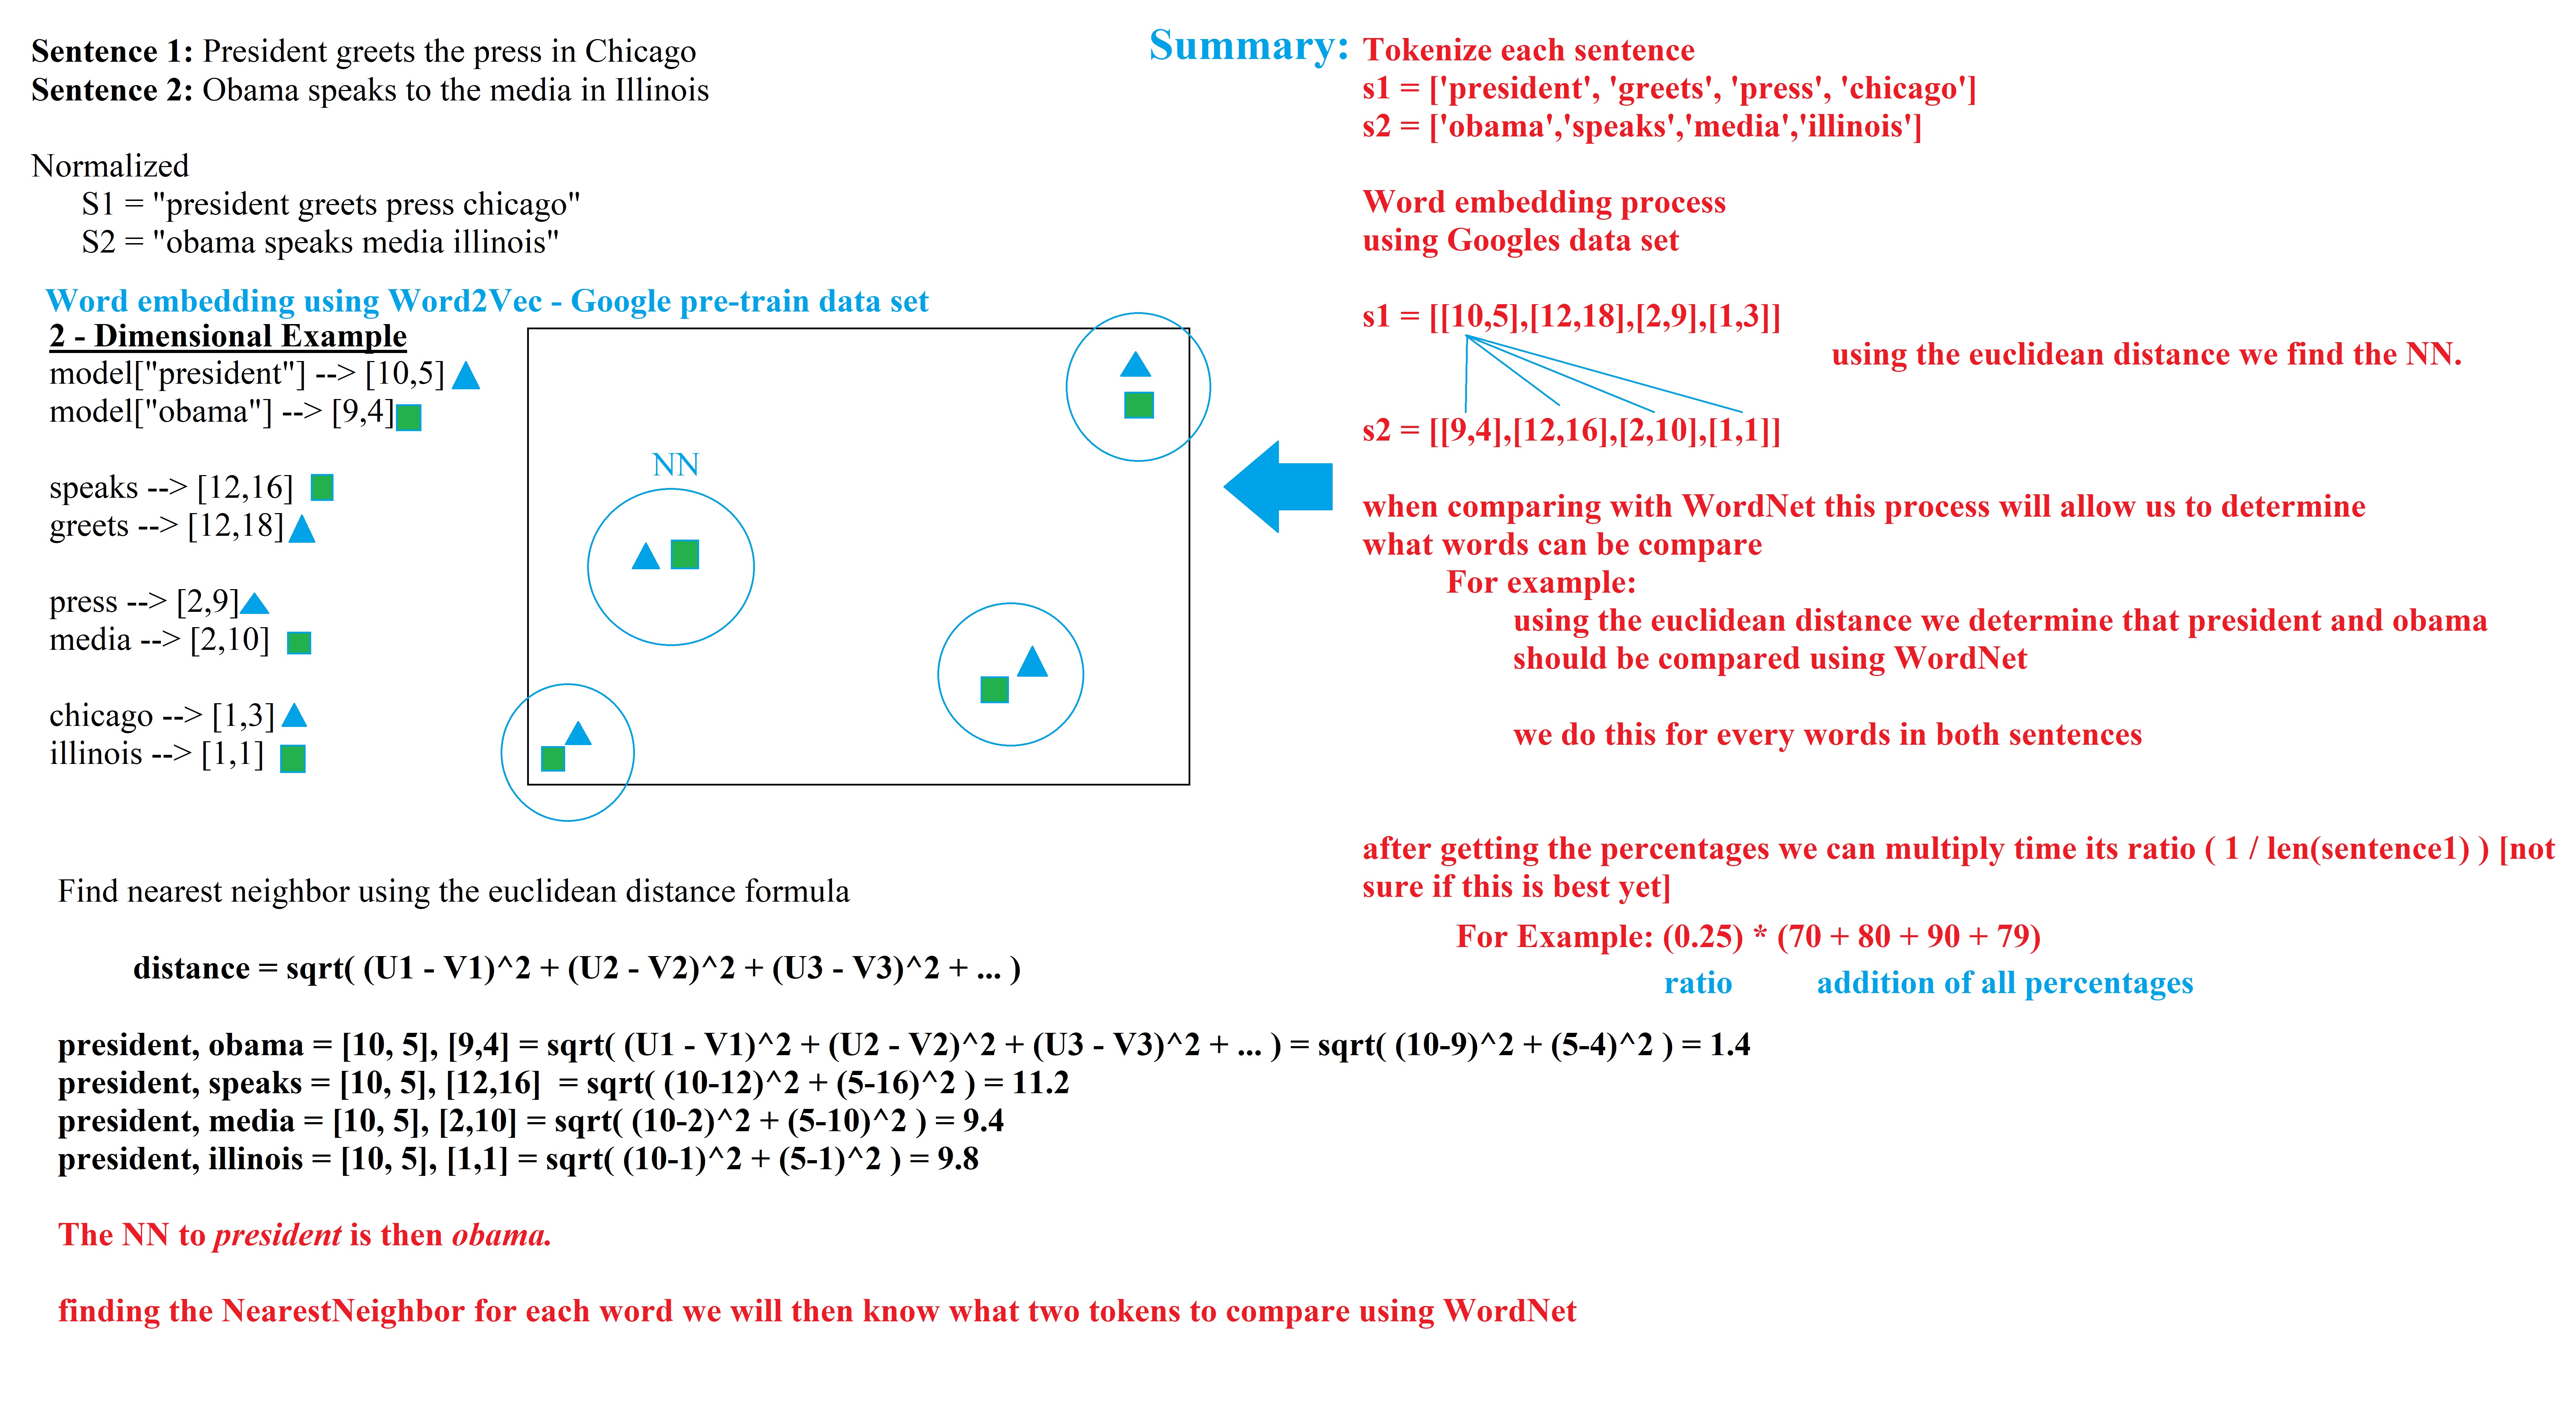 Sentence 1: President greets the press in Chicago
Sentence 2: Obama speaks to the media in Illinois
Normalized
S1 = "president greets press chicago"
S2 = "obama speaks media illinois"
Word embedding using Word2Vec - Google pre-train data set
2 - Dimensional Example
model["president"] --> [10,5]
model["obama"] --> [9,4]
speaks --> [12,16]
greets --> [12,18]
press --> [2,9]
media --> [2,10]
chicago --> [1,3]
illinois --> [1,1]
NN
Find nearest neighbor using the euclidean distance formula
distance = sqrt( (U1 - V1)^2 + (U2 - V2)^2 + (U3 - V3)^2 + ... )
president, obama = [10, 5], [9,4] = sqrt( (U1 - V1)^2 + (U2 - V2)^2 + (U3 - V3)^2 + ... ) = sqrt( (10-9)^2 + (5-4)^2 ) = 1.4
president, speaks = [10, 5], [12,16]  = sqrt( (10-12)^2 + (5-16)^2 ) = 11.2
president, media = [10, 5], [2,10] = sqrt( (10-2)^2 + (5-10)^2 ) = 9.4
president, illinois = [10, 5], [1,1] = sqrt( (10-1)^2 + (5-1)^2 ) = 9.8
The NN to president is then obama.
finding the NearestNeighbor for each word we will then know what two tokens to compare using WordNet
Summary:
Tokenize each sentence
s1 = ['president', 'greets', 'press', 'chicago']
s2 = ['obama','speaks','media','illinois']
Word embedding process
using Googles data set
s1 = [[10,5],[12,18],[2,9],[1,3]]
using the euclidean distance we find the NN.
s2 = [[9,4],[12,16],[2,10],[1,1]]
when comparing with WordNet this process will allow us to determine
what words can be compare
For example:
using the euclidean distance we determine that president and obama
should be compared using WordNet
we do this for every words in both sentences
after getting the percentages we can multiply time its ratio ( 1 / len(sentence1) ) [not
sure if this is best yet]
For Example: (0.25) * (70 + 80 + 90 + 79)
ratio addition of all percentages